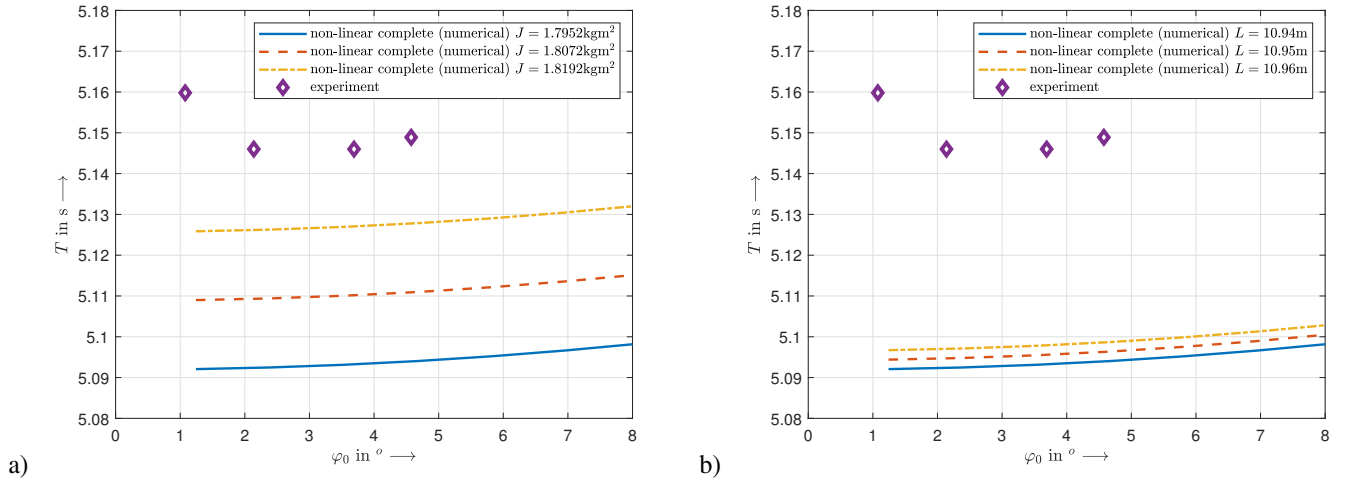 5.18
5.17
5.16
5.15
5.14
5.13
5.12
5.11
5.1
5.09
5.08
T in s ⟶
non-linear complete (numerical) J = 1.7952kgm²
non-linear complete (numerical) J = 1.8072kgm²
non-linear complete (numerical) J = 1.8192kgm²
experiment
0 1 2 3 4 5 6 7 8
φ₀ in ᵒ ⟶
a)
5.18
5.17
5.16
5.15
5.14
5.13
5.12
5.11
5.1
5.09
5.08
T in s ⟶
non-linear complete (numerical) L = 10.94m
non-linear complete (numerical) L = 10.95m
non-linear complete (numerical) L = 10.96m
experiment
0 1 2 3 4 5 6 7 8
φ₀ in ᵒ ⟶
b)